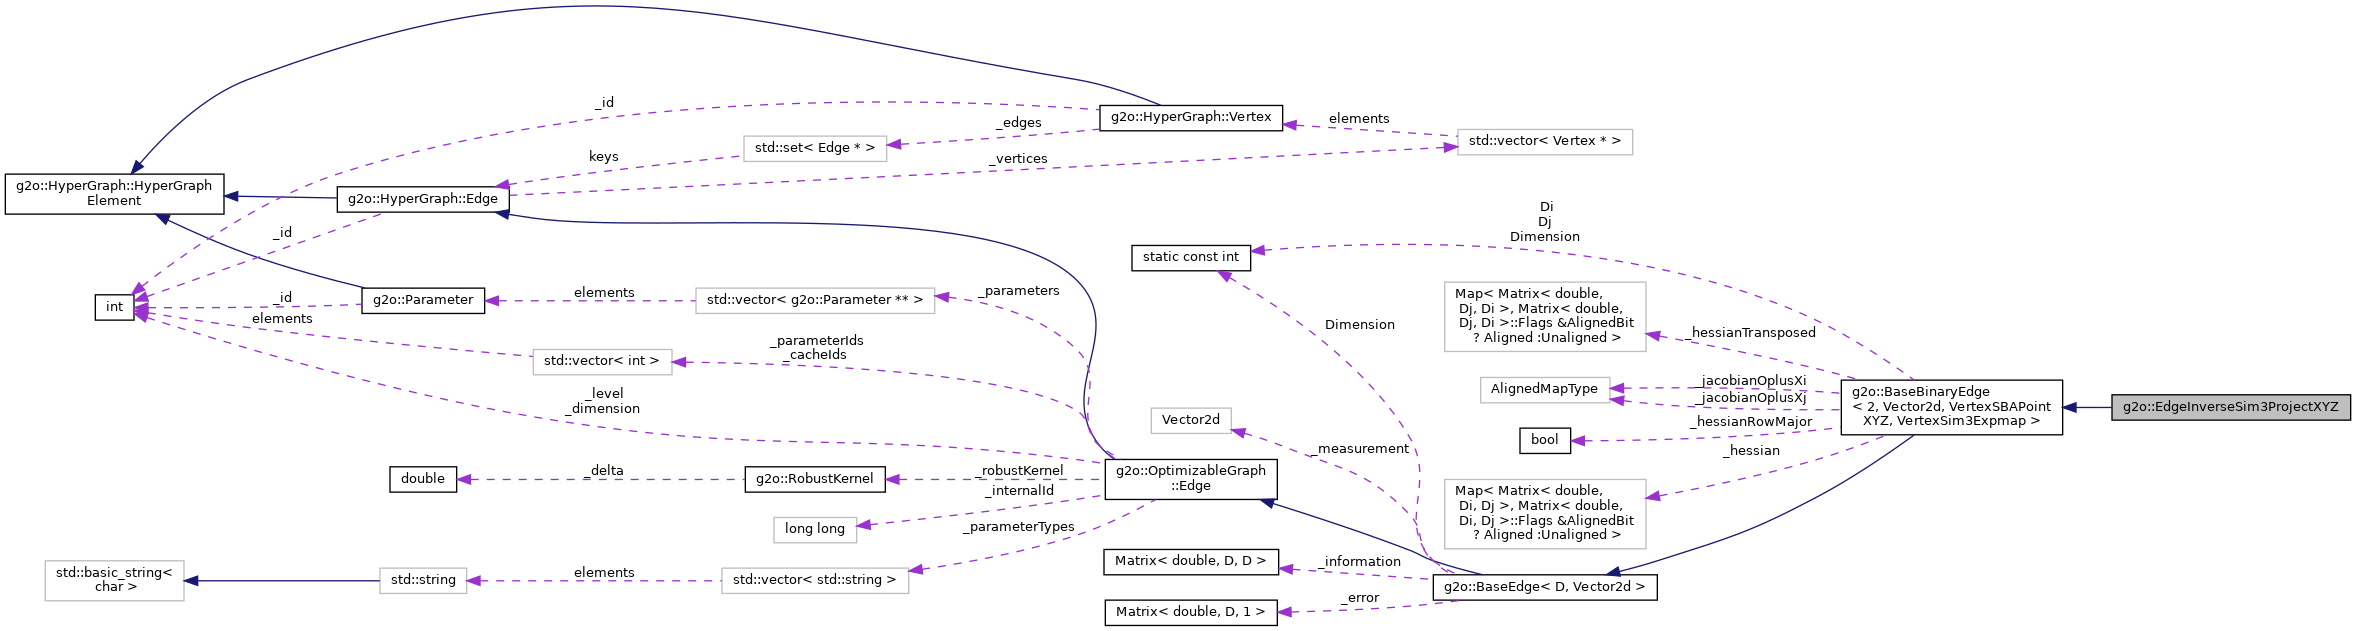 _id
g2o::HyperGraph::Vertex
_edges
elements
std::set< Edge * >
std::vector< Vertex * >
keys
_vertices
g2o::HyperGraph::HyperGraph
Element
g2o::HyperGraph::Edge
_id
Di
Dj
Dimension
static const int
int
_id
g2o::Parameter
elements
std::vector< g2o::Parameter ** >
_parameters
elements
std::vector< int >
_parameterIds
_cacheIds
Dimension
Map< Matrix< double,
Dj, Di >, Matrix< double,
Dj, Di >::Flags &AlignedBit
? Aligned :Unaligned >
_hessianTransposed
AlignedMapType
_jacobianOplusXi
_jacobianOplusXj
g2o::BaseBinaryEdge
< 2, Vector2d, VertexSBAPoint
XYZ, VertexSim3Expmap >
g2o::EdgeInverseSim3ProjectXYZ
_level
_dimension
Vector2d
_measurement
bool
_hessianRowMajor
_hessian
double
_delta
g2o::RobustKernel
_robustKernel
g2o::OptimizableGraph
::Edge
_internalId
long long
_parameterTypes
Map< Matrix< double,
Di, Dj >, Matrix< double,
Di, Dj >::Flags &AlignedBit
? Aligned :Unaligned >
std::basic_string<
char >
std::string
elements
std::vector< std::string >
Matrix< double, D, D >
_information
g2o::BaseEdge< D, Vector2d >
Matrix< double, D, 1 >
_error